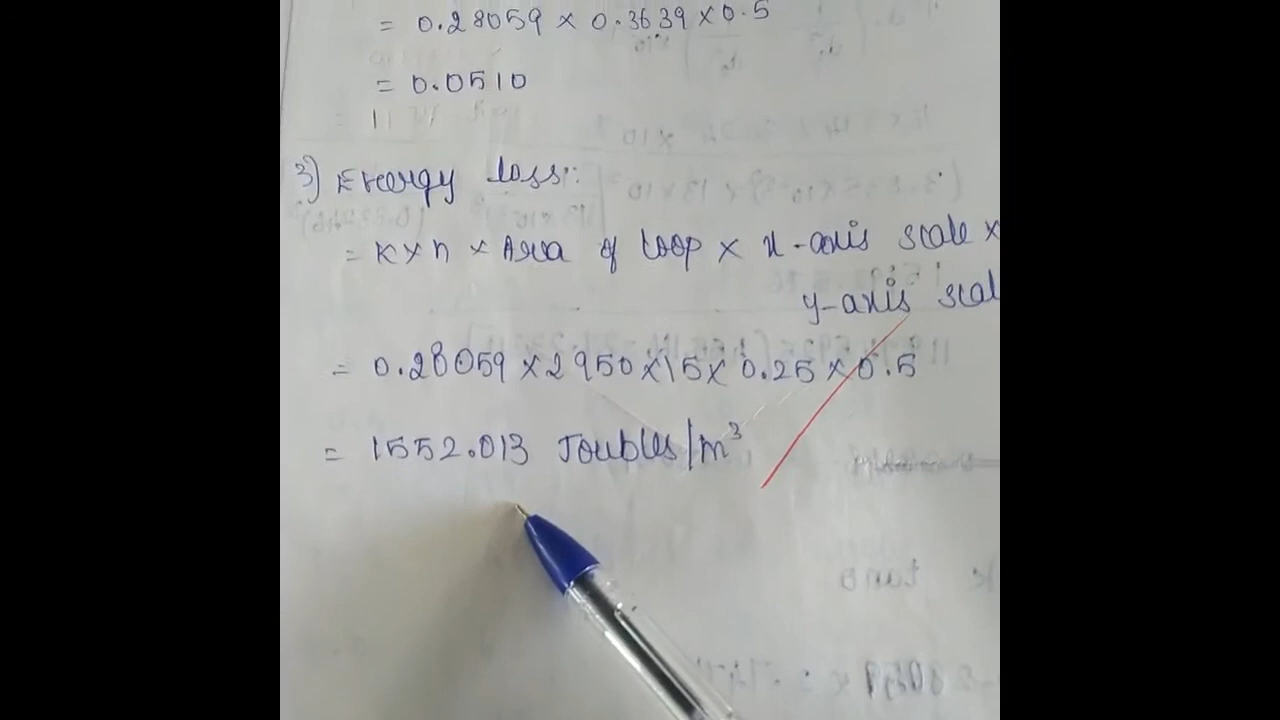 = 0.28059 × 0.3639 × 0.5
= 0.0510
3) Energy loss:
= K × n × Area of loop × x-axis scale ×
y-axis scal
= 0.28059 × 2950 × 15 × 0.25 × 0.5
= 1552.013 Joubles/m³